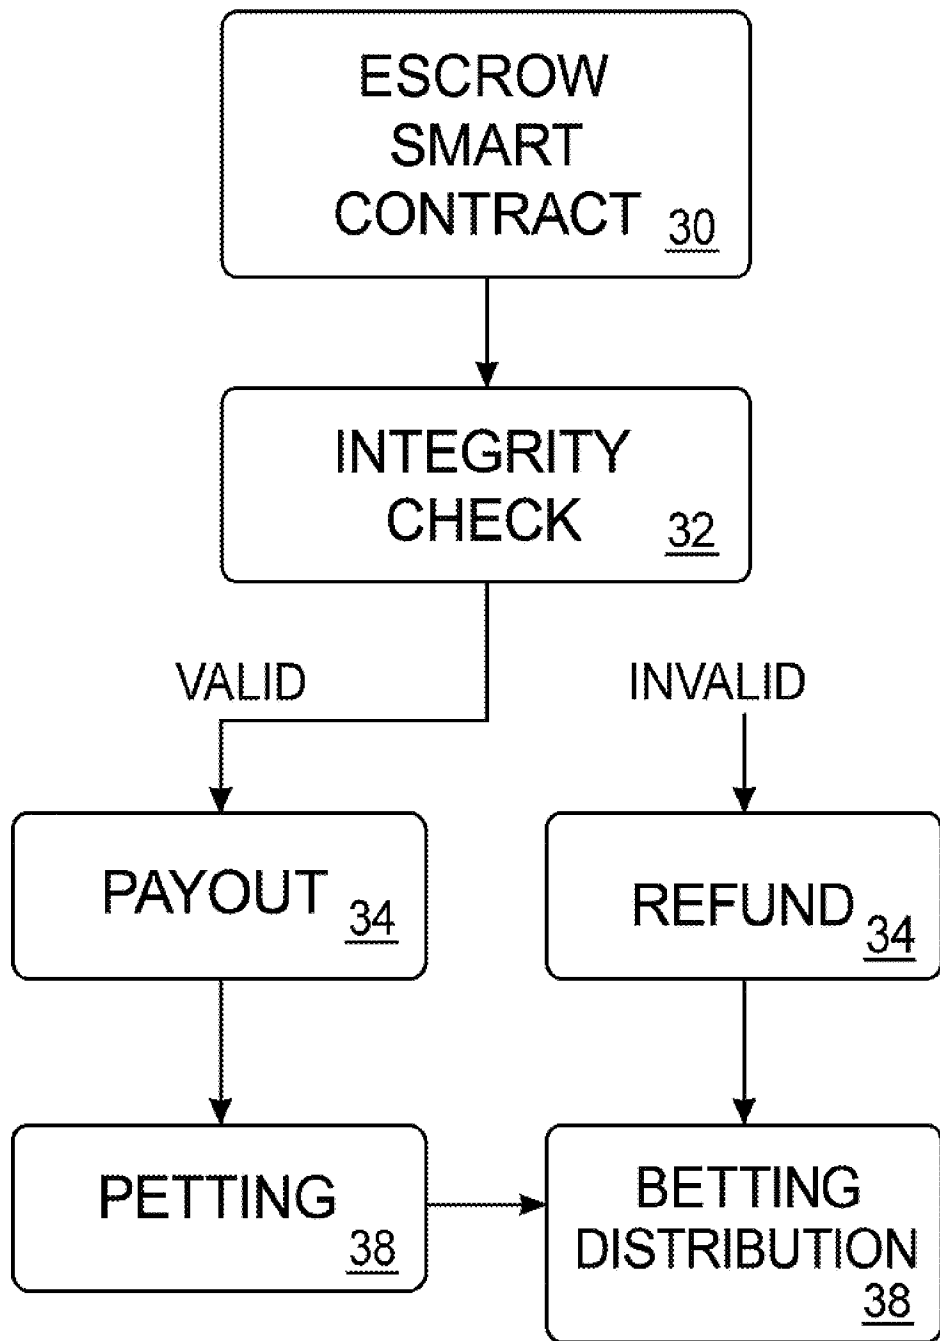 ESCROW
SMART
CONTRACT 30
INTEGRITY
CHECK 32
VALID
INVALID
PAYOUT 34
REFUND 34
PETTING 38
BETTING
DISTRIBUTION
38